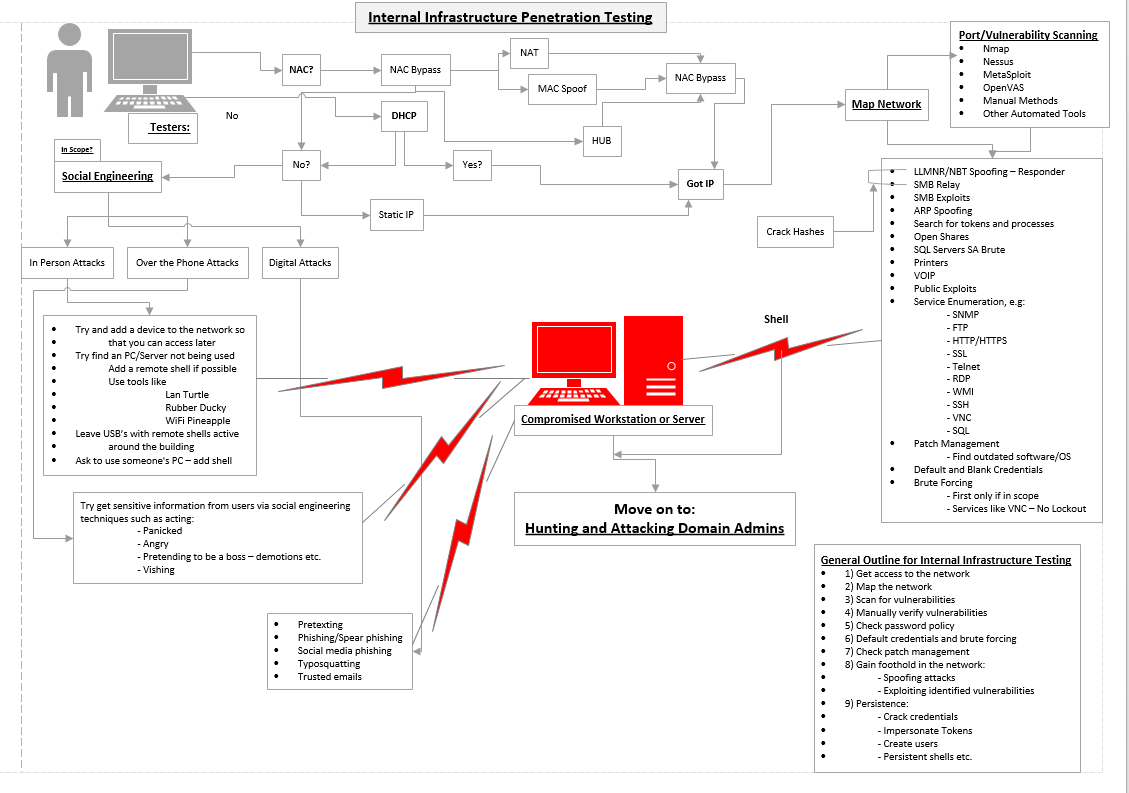 Internal Infrastructure Penetration Testing
Testers:
No
NAC?
NAC Bypass
NAT
MAC Spoof
NAC Bypass
HUB
DHCP
No?
Yes?
Static IP
Got IP
Map Network
Port/Vulnerability Scanning
Nmap
Nessus
MetaSploit
OpenVAS
Manual Methods
Other Automated Tools
In Scope?
Social Engineering
In Person Attacks
Over the Phone Attacks
Digital Attacks
Crack Hashes
LLMNR/NBT Spoofing – Responder
SMB Relay
SMB Exploits
ARP Spoofing
Search for tokens and processes
Open Shares
SQL Servers SA Brute
Printers
VOIP
Public Exploits
Service Enumeration, e.g:
- SNMP
- FTP
- HTTP/HTTPS
- SSL
- Telnet
- RDP
- WMI
- SSH
- VNC
- SQL
Patch Management
- Find outdated software/OS
Default and Blank Credentials
Brute Forcing
- First only if in scope
- Services like VNC – No Lockout
Try and add a device to the network so
that you can access later
Try find an PC/Server not being used
Add a remote shell if possible
Use tools like
Lan Turtle
Rubber Ducky
WiFi Pineapple
Leave USB's with remote shells active
around the building
Ask to use someone's PC – add shell
Shell
Compromised Workstation or Server
Try get sensitive information from users via social engineering
techniques such as acting:
- Panicked
- Angry
- Pretending to be a boss – demotions etc.
- Vishing
Move on to:
Hunting and Attacking Domain Admins
Pretexting
Phishing/Spear phishing
Social media phishing
Typosquatting
Trusted emails
General Outline for Internal Infrastructure Testing
1) Get access to the network
2) Map the network
3) Scan for vulnerabilities
4) Manually verify vulnerabilities
5) Check password policy
6) Default credentials and brute forcing
7) Check patch management
8) Gain foothold in the network:
- Spoofing attacks
- Exploiting identified vulnerabilities
9) Persistence:
- Crack credentials
- Impersonate Tokens
- Create users
- Persistent shells etc.